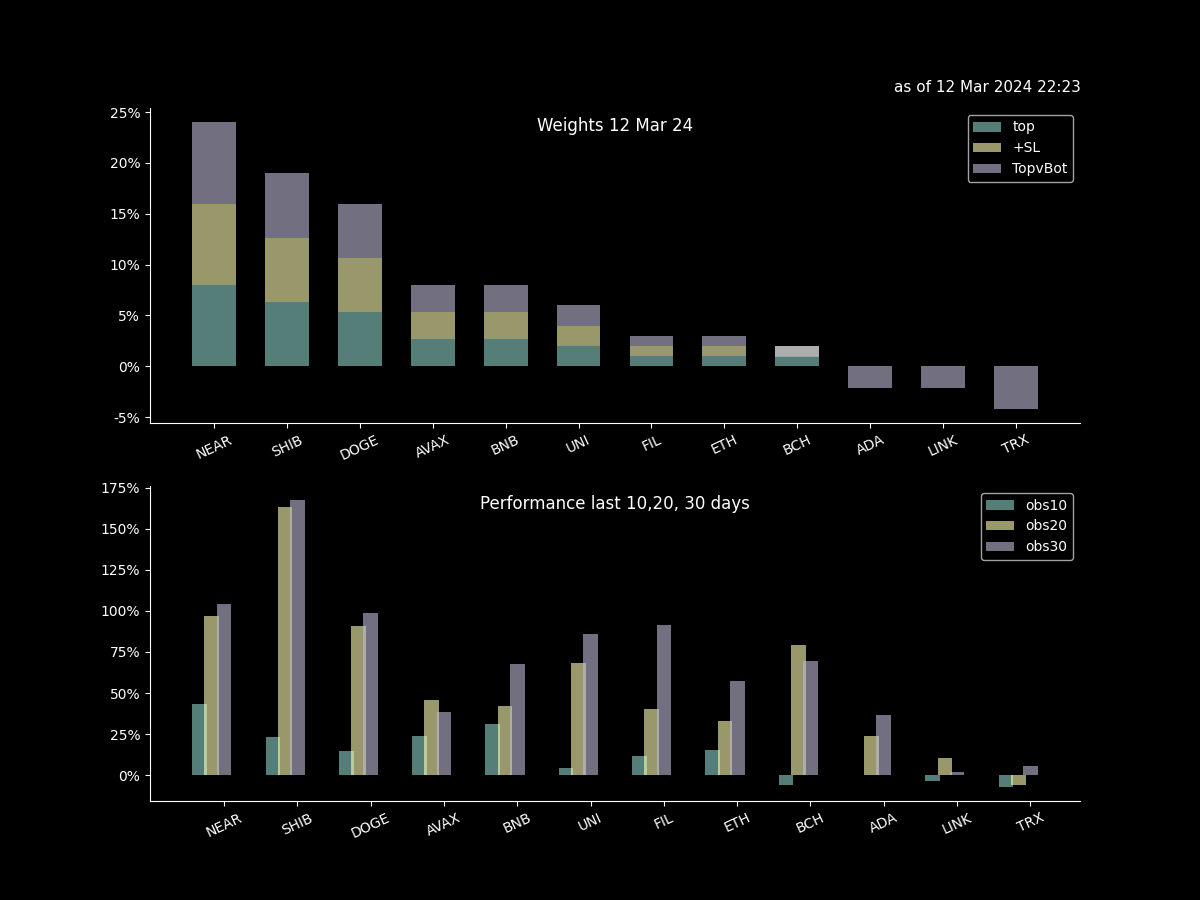 as of 12 Mar 2024 22:23
Weights 12 Mar 24
top
+SL
TopvBot
25%
20%
15%
10%
5%
0%
-5%
NEAR SHIB DOGE AVAX BNB UNI FIL ETH BCH ADA LINK TRX
Performance last 10,20, 30 days
obs10
obs20
obs30
175%
150%
125%
100%
75%
50%
25%
0%
NEAR SHIB DOGE AVAX BNB UNI FIL ETH BCH ADA LINK TRX